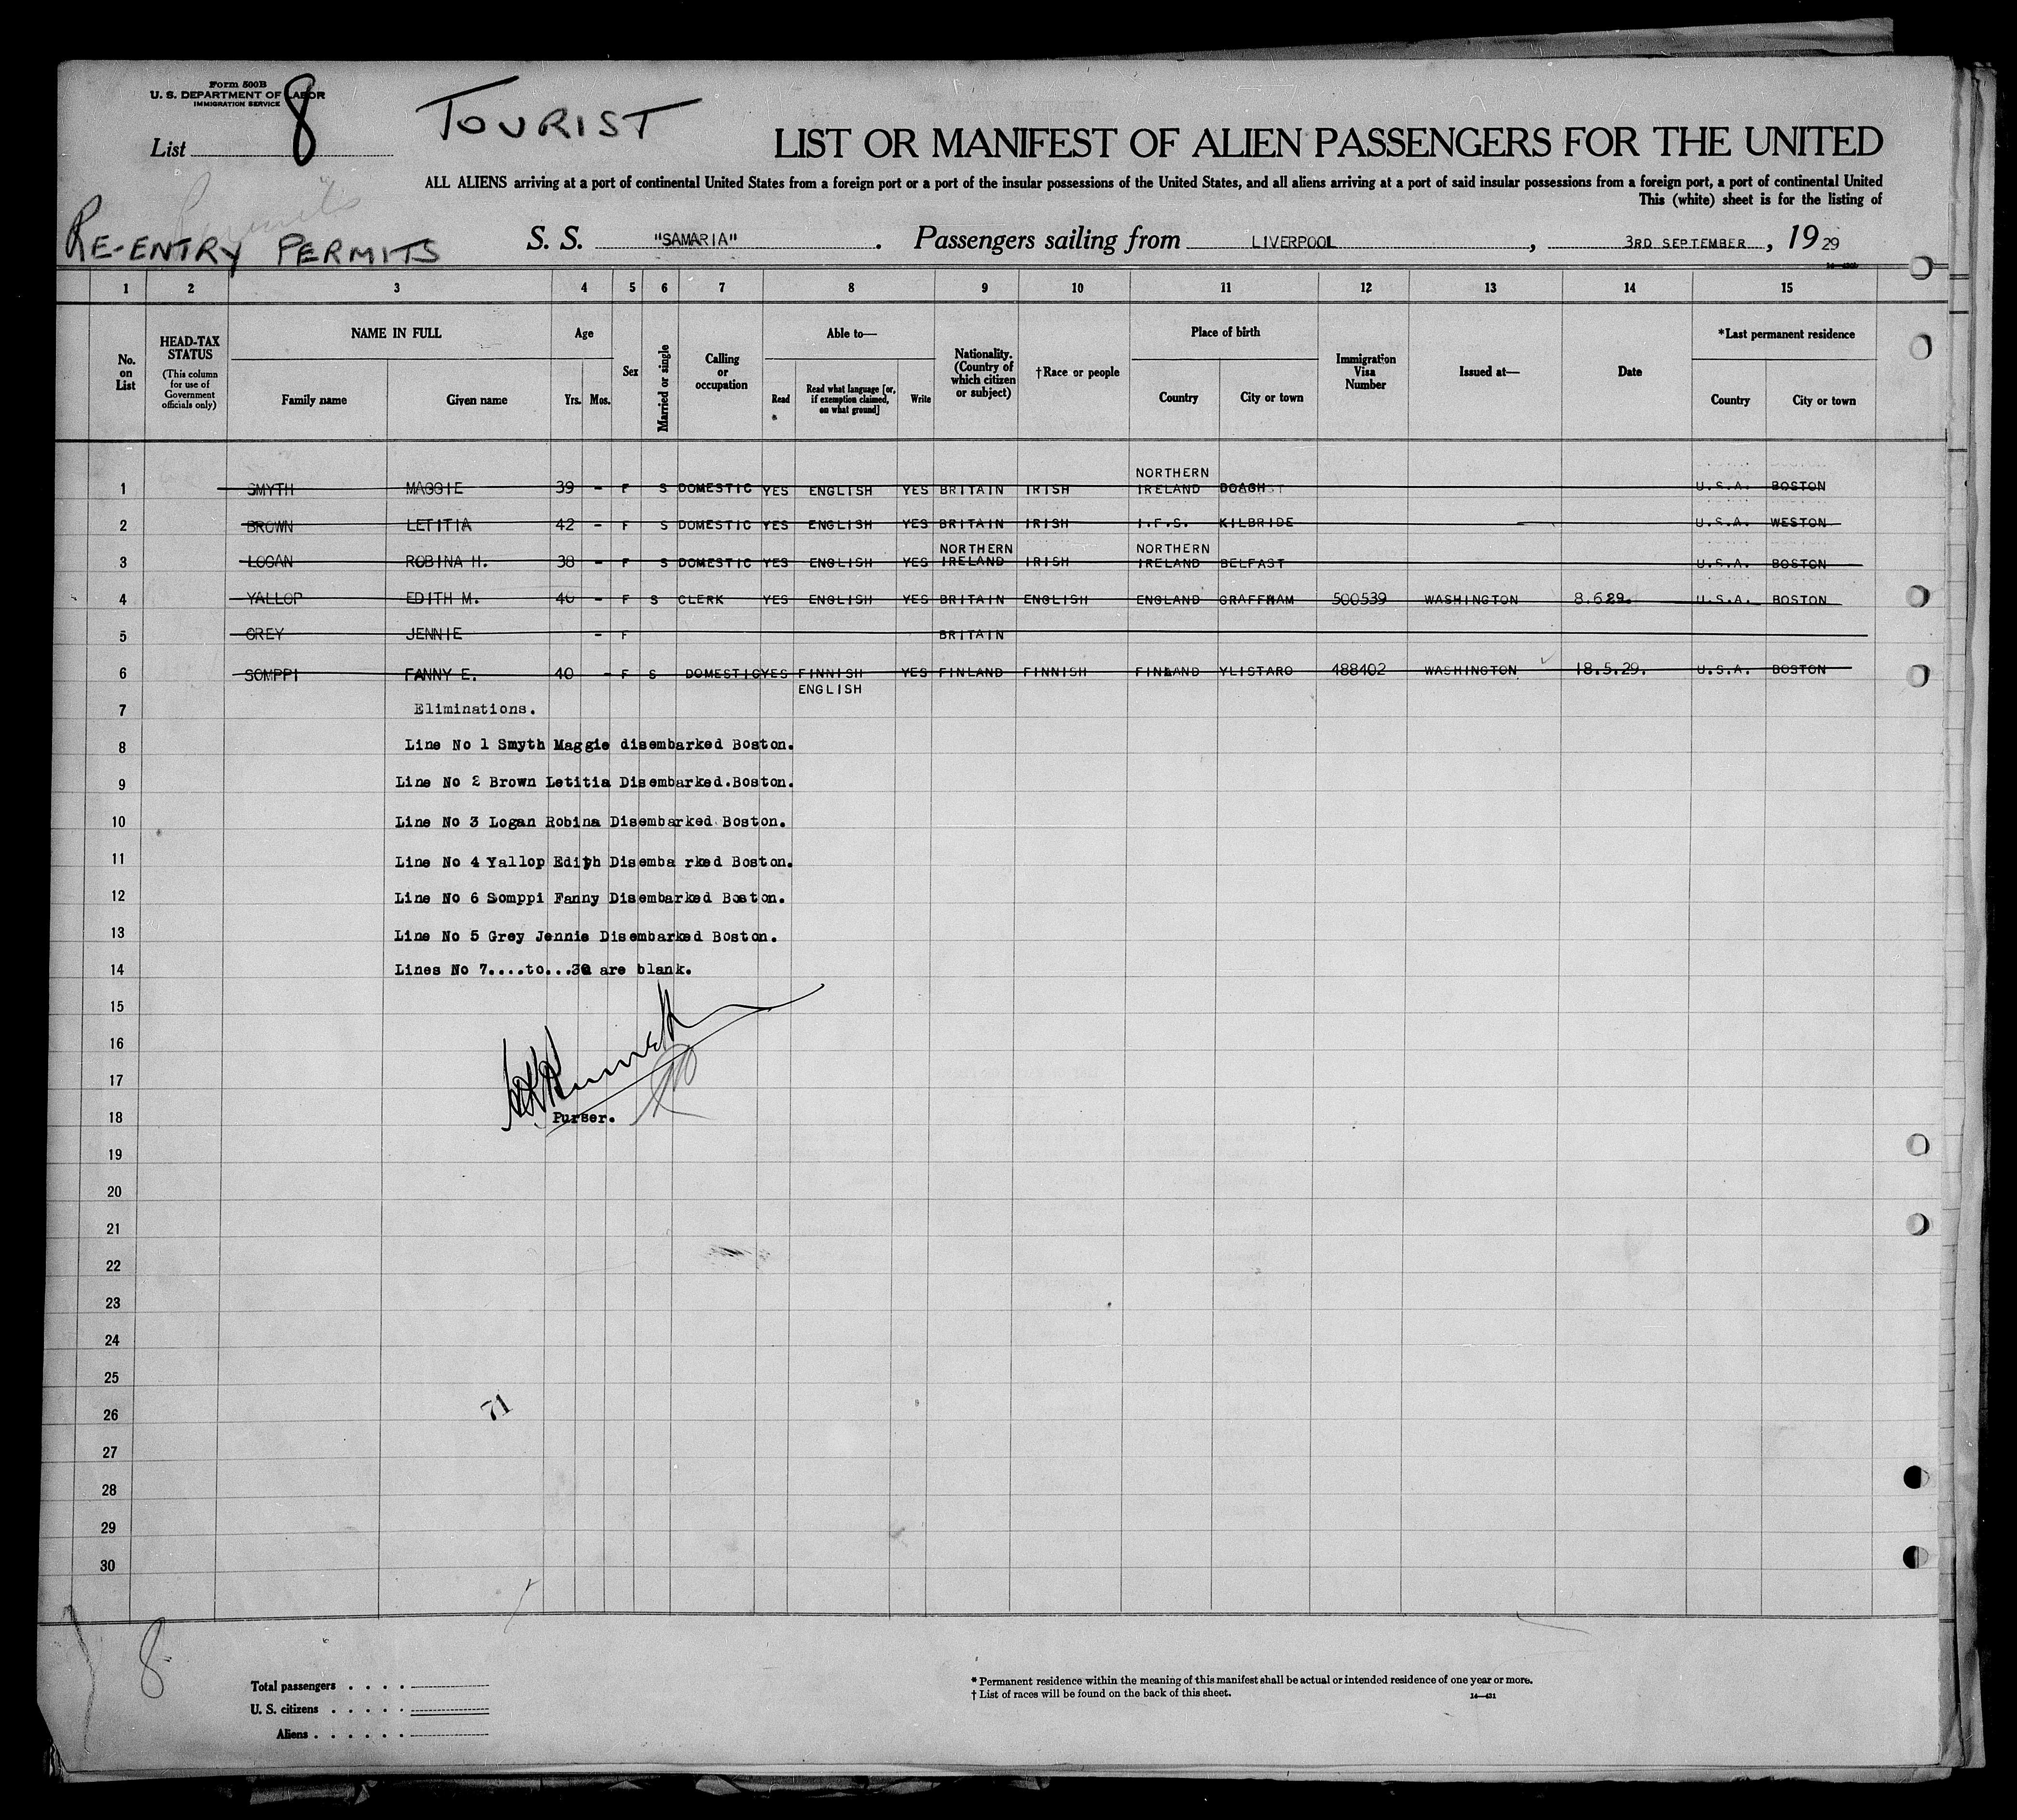 Form 500B
U. S. DEPARTMENT OF LABOR
IMMIGRATION SERVICE
List 8
TOURIST
LIST OR MANIFEST OF ALIEN PASSENGERS FOR THE UNITED
ALL ALIENS arriving at a port of continental United States from a foreign port or a port of the insular possessions of the United States, and all aliens arriving at a port of said insular possessions from a foreign port, a port of continental United
This (white) sheet is for the listing of
Permits
RE-ENTRY PERMITS
S. S. "SAMARIA". Passengers sailing from LIVERPOOL, 3RD SEPTEMBER, 1929
1 2 3 4 5 6 7 8 9 10 11 12 13 14 15
No. on List
HEAD-TAX STATUS
(This column for use of Government officials only)
NAME IN FULL
Family name Given name
Age
Yrs. Mos.
Sex
Married or single
Calling or occupation
Able to—
Read
Read what language [or, if exemption claimed, on what ground]
Write
Nationality. (Country of which citizen or subject)
†Race or people
Place of birth
Country City or town
Immigration Visa Number
Issued at—
Date
*Last permanent residence
Country City or town
1 SMYTH MAGGIE 39 - F S DOMESTIC YES ENGLISH YES BRITAIN IRISH NORTHERN IRELAND DOAGH U.S.A. BOSTON
2 BROWN LETITIA 42 - F S DOMESTIC YES ENGLISH YES BRITAIN IRISH I.F.S. KILBRIDE U.S.A. WESTON
3 LOGAN ROBINA H. 38 - F S DOMESTIC YES ENGLISH YES NORTHERN IRELAND IRISH NORTHERN IRELAND BELFAST U.S.A. BOSTON
4 YALLOP EDITH M. 40 - F S CLERK YES ENGLISH YES BRITAIN ENGLISH ENGLAND GRAFFHAM 500539 WASHINGTON 8.6.29. U.S.A. BOSTON
5 GREY JENNIE - F BRITAIN
6 SOMPPI FANNY E. 40 - F S DOMESTIC YES FINNISH ENGLISH YES FINLAND FINNISH FINLAND YLISTARO 488402 WASHINGTON 18.5.29. U.S.A. BOSTON
7 Eliminations.
8 Line No 1 Smyth Maggie disembarked Boston.
9 Line No 2 Brown Letitia Disembarked.Boston.
10 Line No 3 Logan Robina Disembarked Boston.
11 Line No 4 Yallop Edith Disemba rked Boston.
12 Line No 6 Somppi Fanny Disembarked Boston.
13 Line No 5 Grey Jennie Disembarked Boston.
14 Lines No 7....to...30 are blank.
15
16
17
18 Purser.
19
20
21
22
23
24
25
26
71
27
28
29
30
8
Total passengers
U. S. citizens
Aliens
* Permanent residence within the meaning of this manifest shall be actual or intended residence of one year or more.
† List of races will be found on the back of this sheet.
14—431